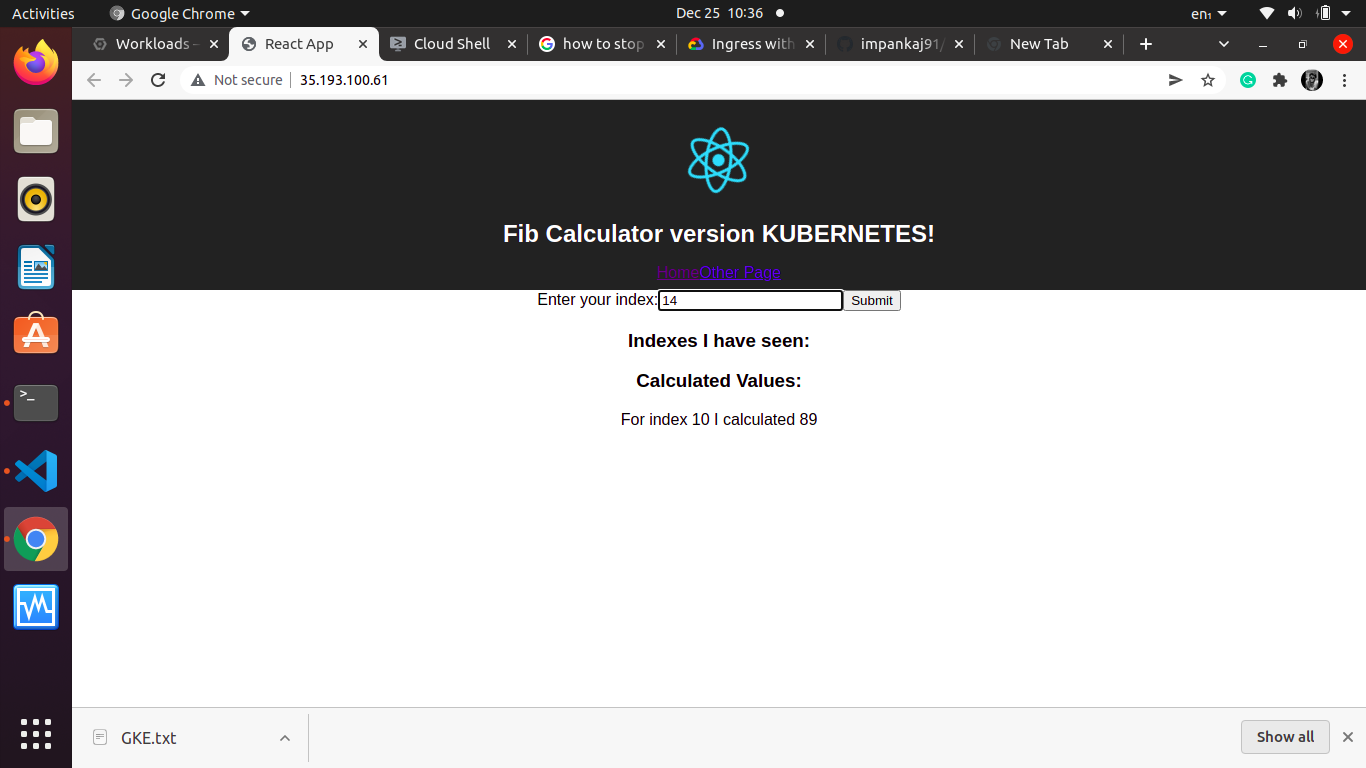 Activities Google Chrome Dec 25 10:36 en₁
Workloads - React App Cloud Shell how to stop Ingress with impankaj91/ New Tab
Not secure 35.193.100.61
Fib Calculator version KUBERNETES!
HomeOther Page
Enter your index: 14 Submit
Indexes I have seen:
Calculated Values:
For index 10 I calculated 89
GKE.txt Show all